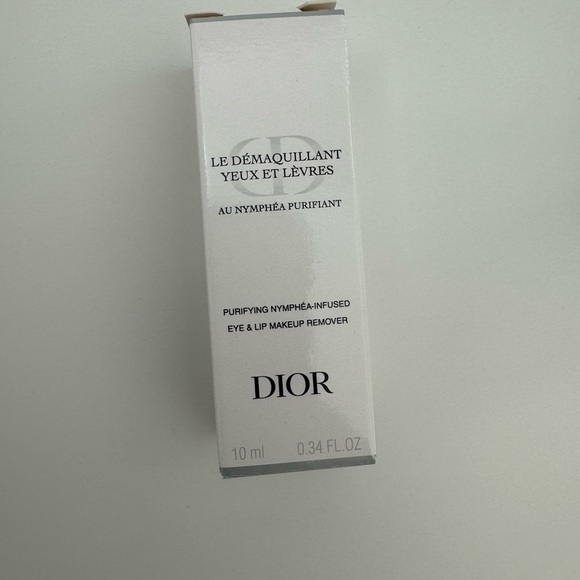 CD
LE DÉMAQUILLANT
YEUX ET LÈVRES
AU NYMPHÉA PURIFIANT
PURIFYING NYMPHÉA-INFUSED
EYE & LIP MAKEUP REMOVER
DIOR
10 ml 0.34 FL.OZ